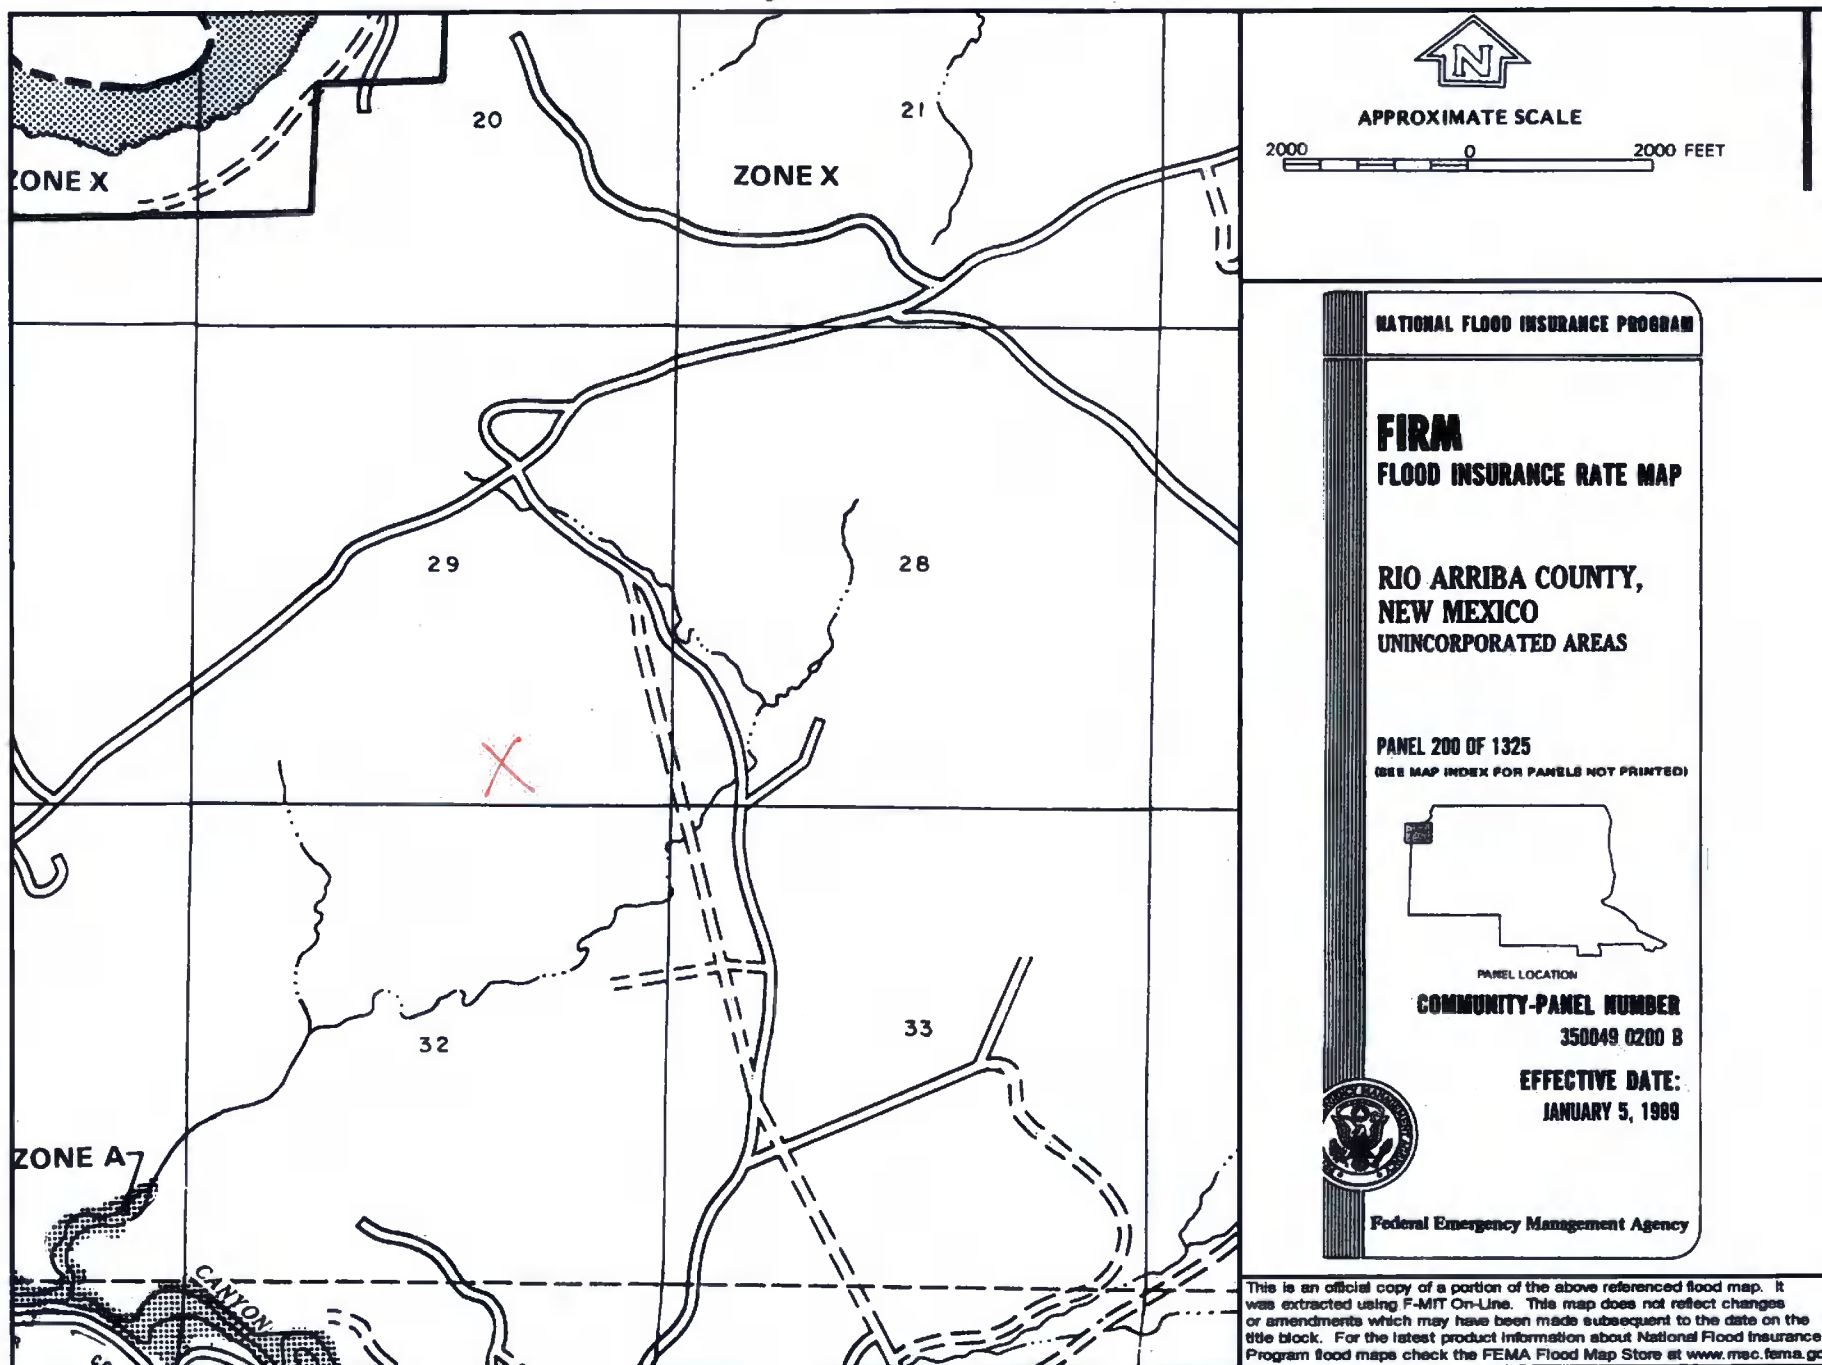 20
21
ZONE X
ZONE X
29
28
32
33
ZONE A
CANYON
N
APPROXIMATE SCALE
2000 0 2000 FEET
NATIONAL FLOOD INSURANCE PROGRAM
FIRM
FLOOD INSURANCE RATE MAP
RIO ARRIBA COUNTY,
NEW MEXICO
UNINCORPORATED AREAS
PANEL 200 OF 1325
(SEE MAP INDEX FOR PANELS NOT PRINTED)
PANEL LOCATION
COMMUNITY-PANEL NUMBER
350049 0200 B
EFFECTIVE DATE:
JANUARY 5, 1989
Federal Emergency Management Agency
This is an official copy of a portion of the above referenced flood map. It
was extracted using F-MIT On-Line. This map does not reflect changes
or amendments which may have been made subsequent to the date on the
title block. For the latest product information about National Flood Insurance
Program flood maps check the FEMA Flood Map Store at www.msc.fema.go